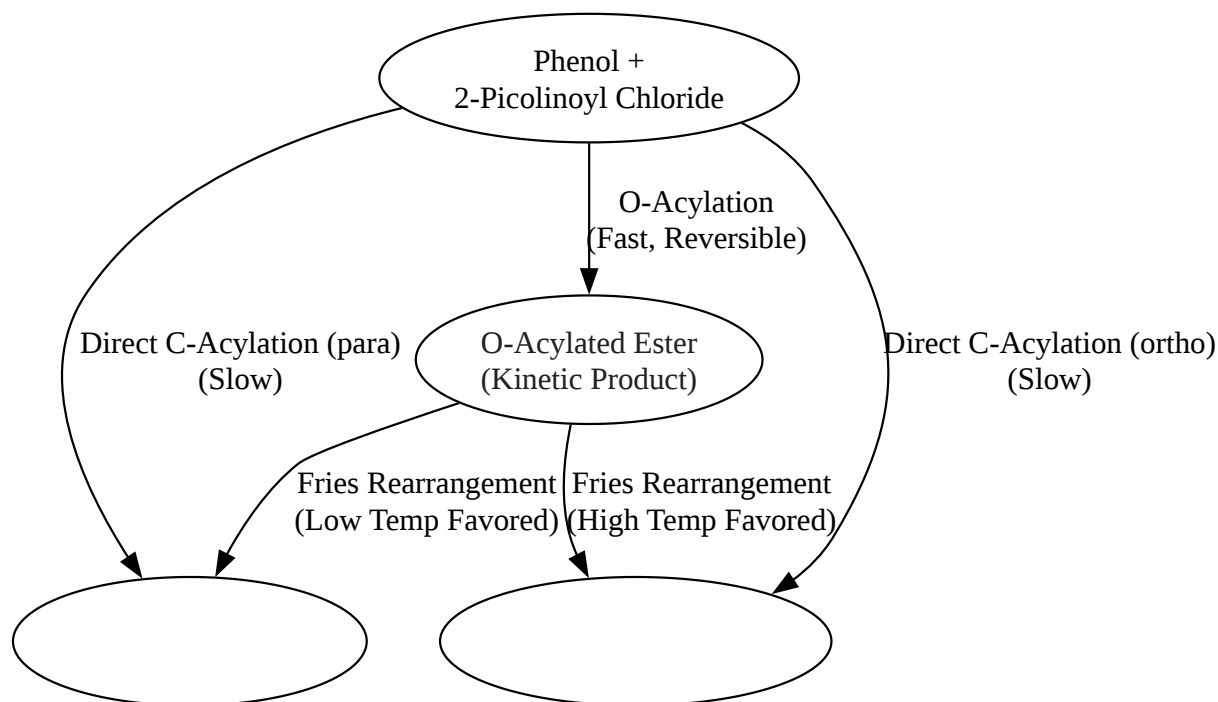 Phenol +
2-Picolinoyl Chloride
O-Acylation
(Fast, Reversible)
Direct C-Acylation (para)
(Slow)
O-Acylated Ester
(Kinetic Product)
Direct C-Acylation (ortho)
(Slow)
Fries Rearrangement
(Low Temp Favored)
Fries Rearrangement
(High Temp Favored)